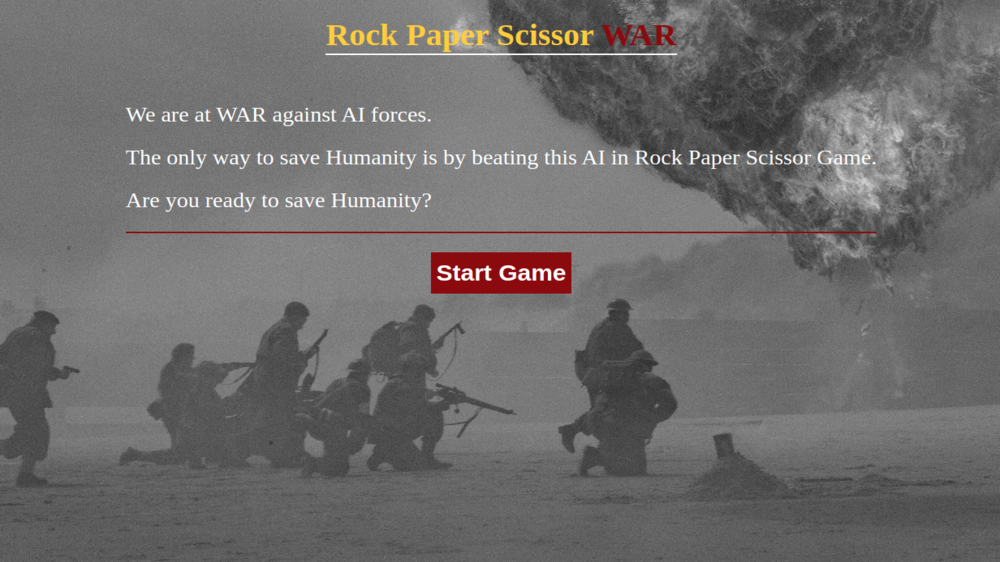 Rock Paper Scissor WAR
We are at WAR against AI forces.
The only way to save Humanity is by beating this AI in Rock Paper Scissor Game.
Are you ready to save Humanity?
Start Game